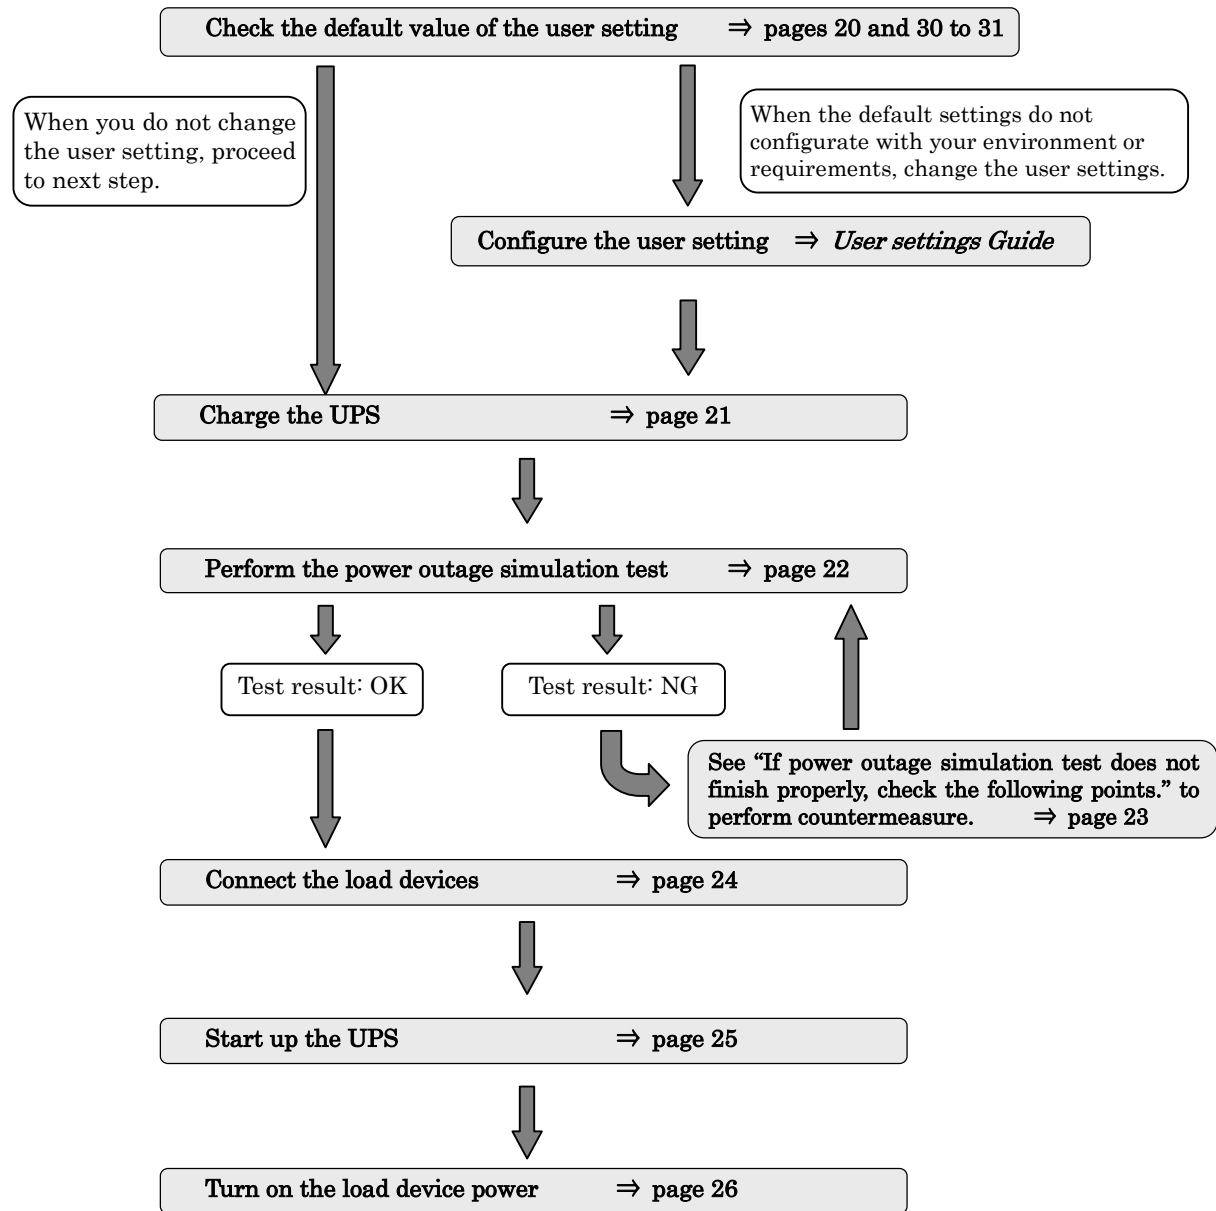 Check the default value of the user setting ⇒ pages 20 and 30 to 31
When you do not change
the user setting, proceed
to next step.
When the default settings do not
configurate with your environment or
requirements, change the user settings.
Configure the user setting ⇒ User settings Guide
Charge the UPS ⇒ page 21
Perform the power outage simulation test ⇒ page 22
Test result: OK
Test result: NG
See “If power outage simulation test does not
finish properly, check the following points.” to
perform countermeasure. ⇒ page 23
Connect the load devices ⇒ page 24
Start up the UPS ⇒ page 25
Turn on the load device power ⇒ page 26